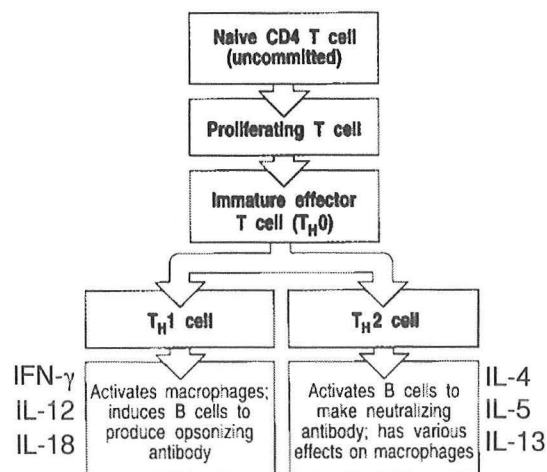 Naive CD4 T cell
(uncommitted)
Proliferating T cell
Immature effector
T cell (TH0)
TH1 cell
TH2 cell
IFN-γ
IL-12
IL-18
Activates macrophages;
induces B cells to
produce opsonizing
antibody
Activates B cells to
make neutralizing
antibody; has various
effects on macrophages
IL-4
IL-5
IL-13